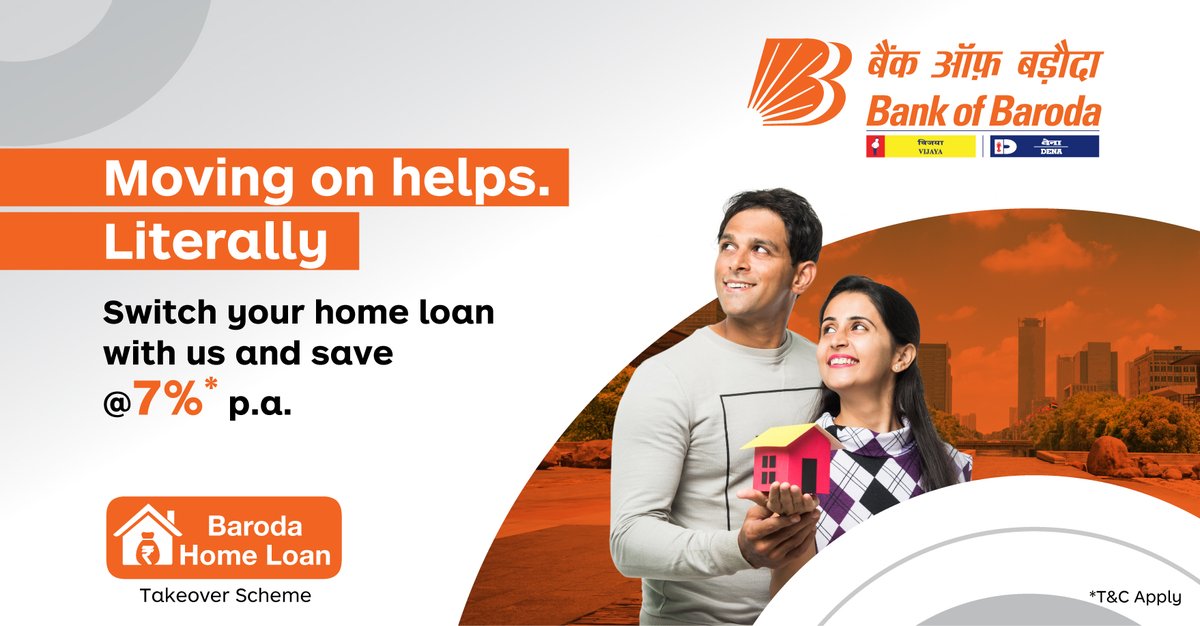 बैंक ऑफ़ बड़ौदा
Bank of Baroda
विजया
VIJAYA
देना
DENA
Moving on helps.
Literally
Switch your home loan
with us and save
@7%* p.a.
Baroda
Home Loan
Takeover Scheme
*T&C Apply